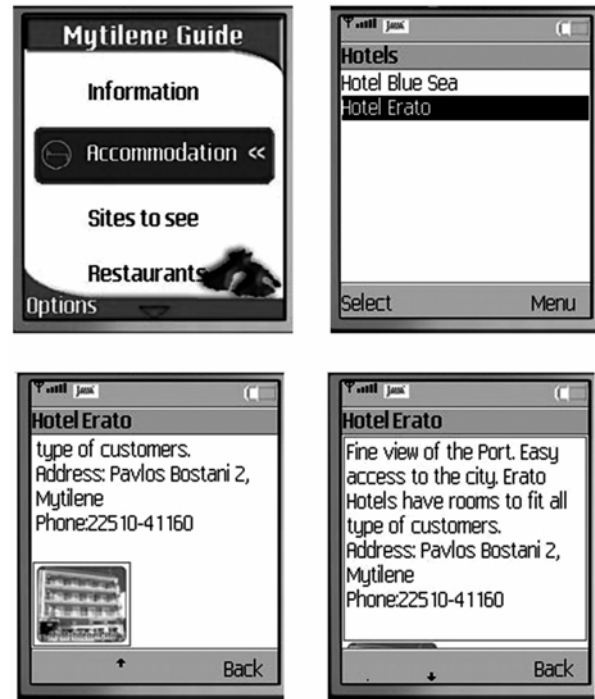 Mytilene Guide
Information
Accommodation «
Sites to see
Restaurants
Options
Java
Hotels
Hotel Blue Sea
Hotel Erato
Select Menu
Java
Hotel Erato
type of customers.
Address: Pavlos Bostani 2,
Mytilene
Phone:22510-41160
Back
Java
Hotel Erato
Fine view of the Port. Easy
access to the city. Erato
Hotels have rooms to fit all
type of customers.
Address: Pavlos Bostani 2,
Mytilene
Phone:22510-41160
Back